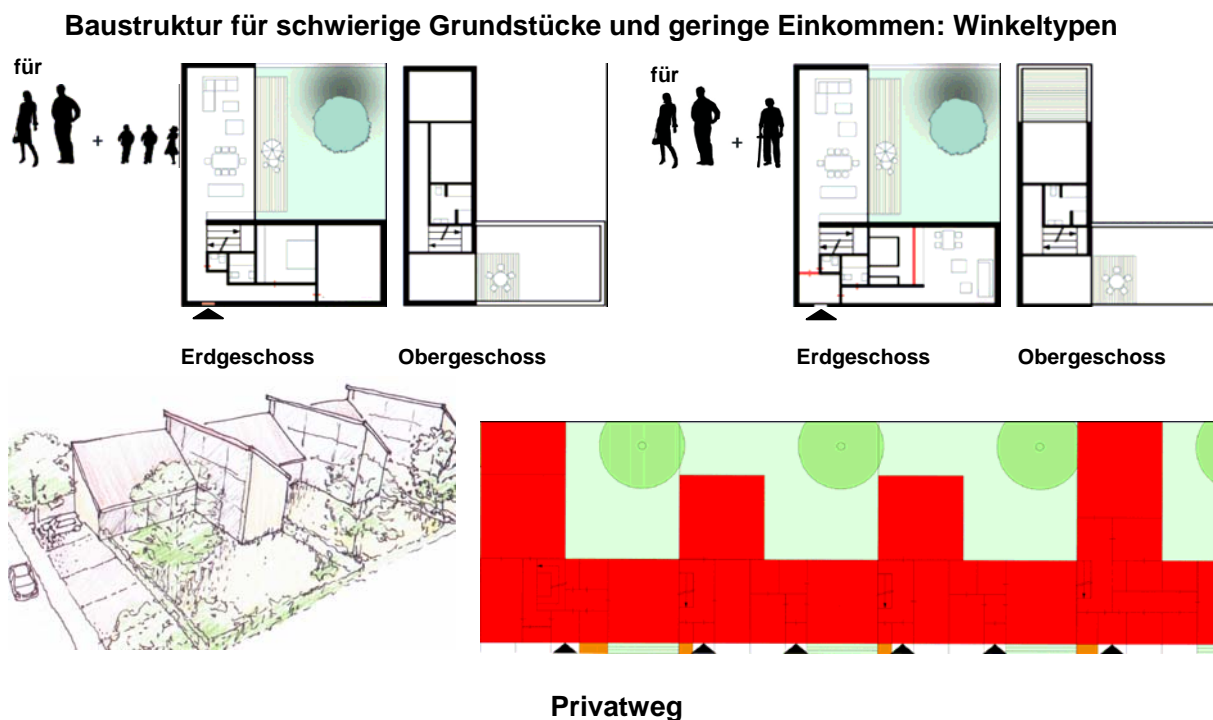 Baustruktur für schwierige Grundstücke und geringe Einkommen: Winkeltypen
für
+
für
+
Erdgeschoss
Obergeschoss
Erdgeschoss
Obergeschoss
Privatweg